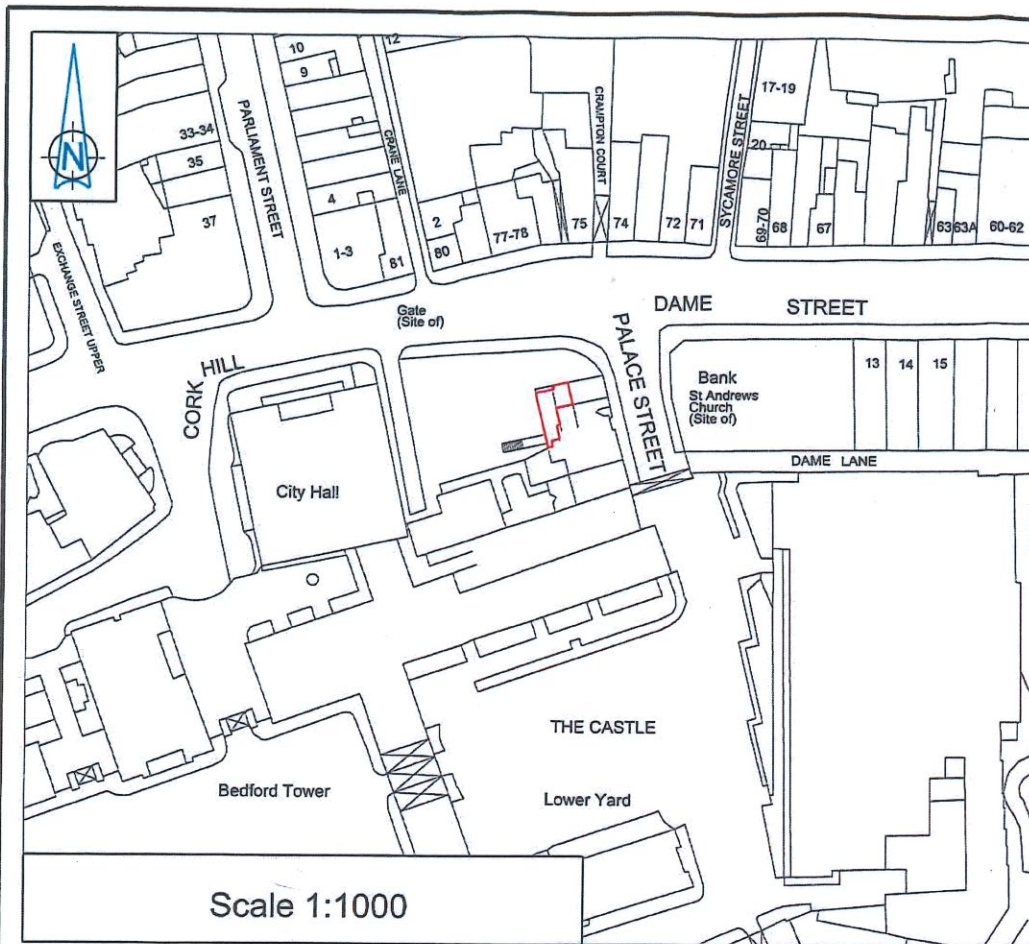 N
10
9
12
33-34
35
37
PARLIAMENT STREET
4
1-3
81
CRANE LANE
2
80
77-78
75
CRAMPTON COURT
74
72
71
SYCAMORE STREET
17-19
20
69-70
68
67
63
63A
60-62
EXCHANGE STREET UPPER
Gate
(Site of)
DAME STREET
CORK HILL
PALACE STREET
Bank
St Andrews
Church
(Site of)
13
14
15
DAME LANE
City Hall
THE CASTLE
Bedford Tower
Lower Yard
Scale 1:1000